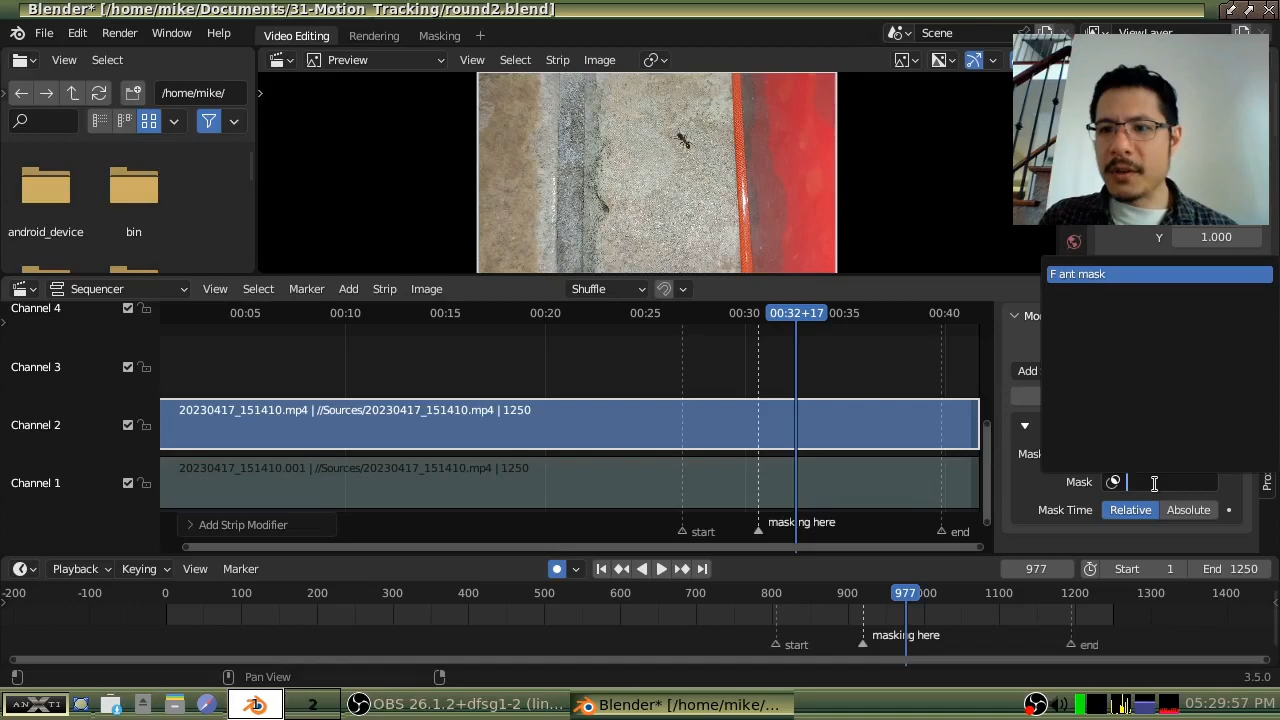 Blender* [/home/mike/Documents/31-Motion_Tracking/round2.blend]
File Edit Render Window Help Video Editing Rendering Masking + Scene ViewLayer
View Select Preview View Select Strip Image
/home/mike/
android_device bin
Y 1.000
F ant mask
Sequencer View Select Marker Add Strip Image Shuffle
Channel 4 00:05 00:10 00:15 00:20 00:25 00:30 00:32+17 00:35 00:40
Channel 3
Add
20230417_151410.mp4 | //Sources/20230417_151410.mp4 | 1250
Channel 2
20230417_151410.001 | //Sources/20230417_151410.mp4 | 1250
Channel 1
Mask
Mask Time Relative Absolute
Add Strip Modifier
masking here
start end
Playback Keying View Marker 977 Start 1 End 1250
-200 -100 0 100 200 300 400 500 600 700 800 977 1000 1100 1200 1300 1400
masking here
start end
Pan View 3.5.0
ANXTI 2 OBS 26.1.2+dfsg1-2 (lin... Blender* [/home/mike/... 05:29:57 PM